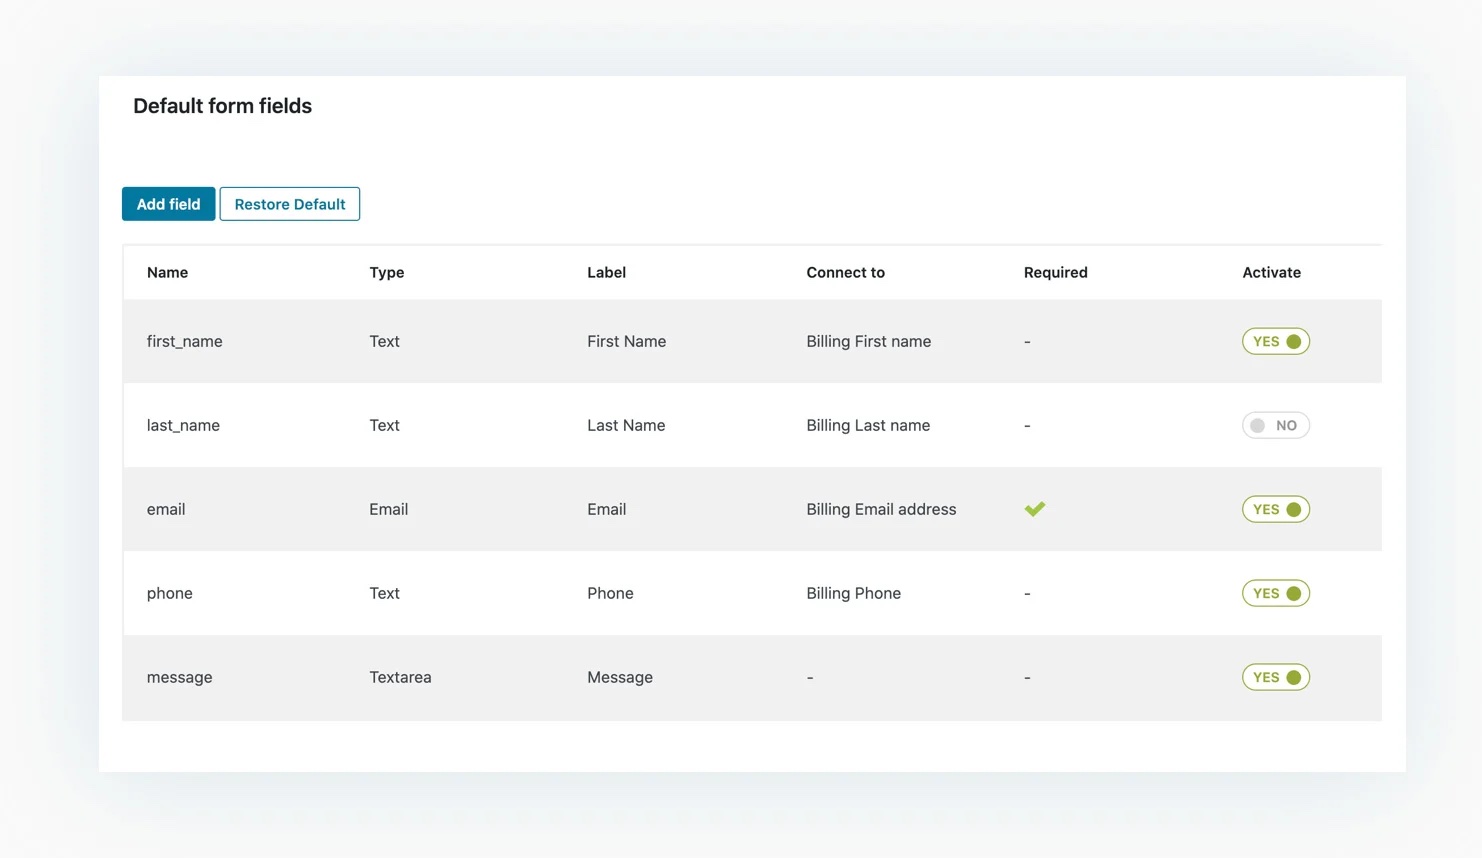 Default form fields
Add field Restore Default
Name Type Label Connect to Required Activate
first_name Text First Name Billing First name - YES
last_name Text Last Name Billing Last name - NO
email Email Email Billing Email address YES
phone Text Phone Billing Phone - YES
message Textarea Message - - YES